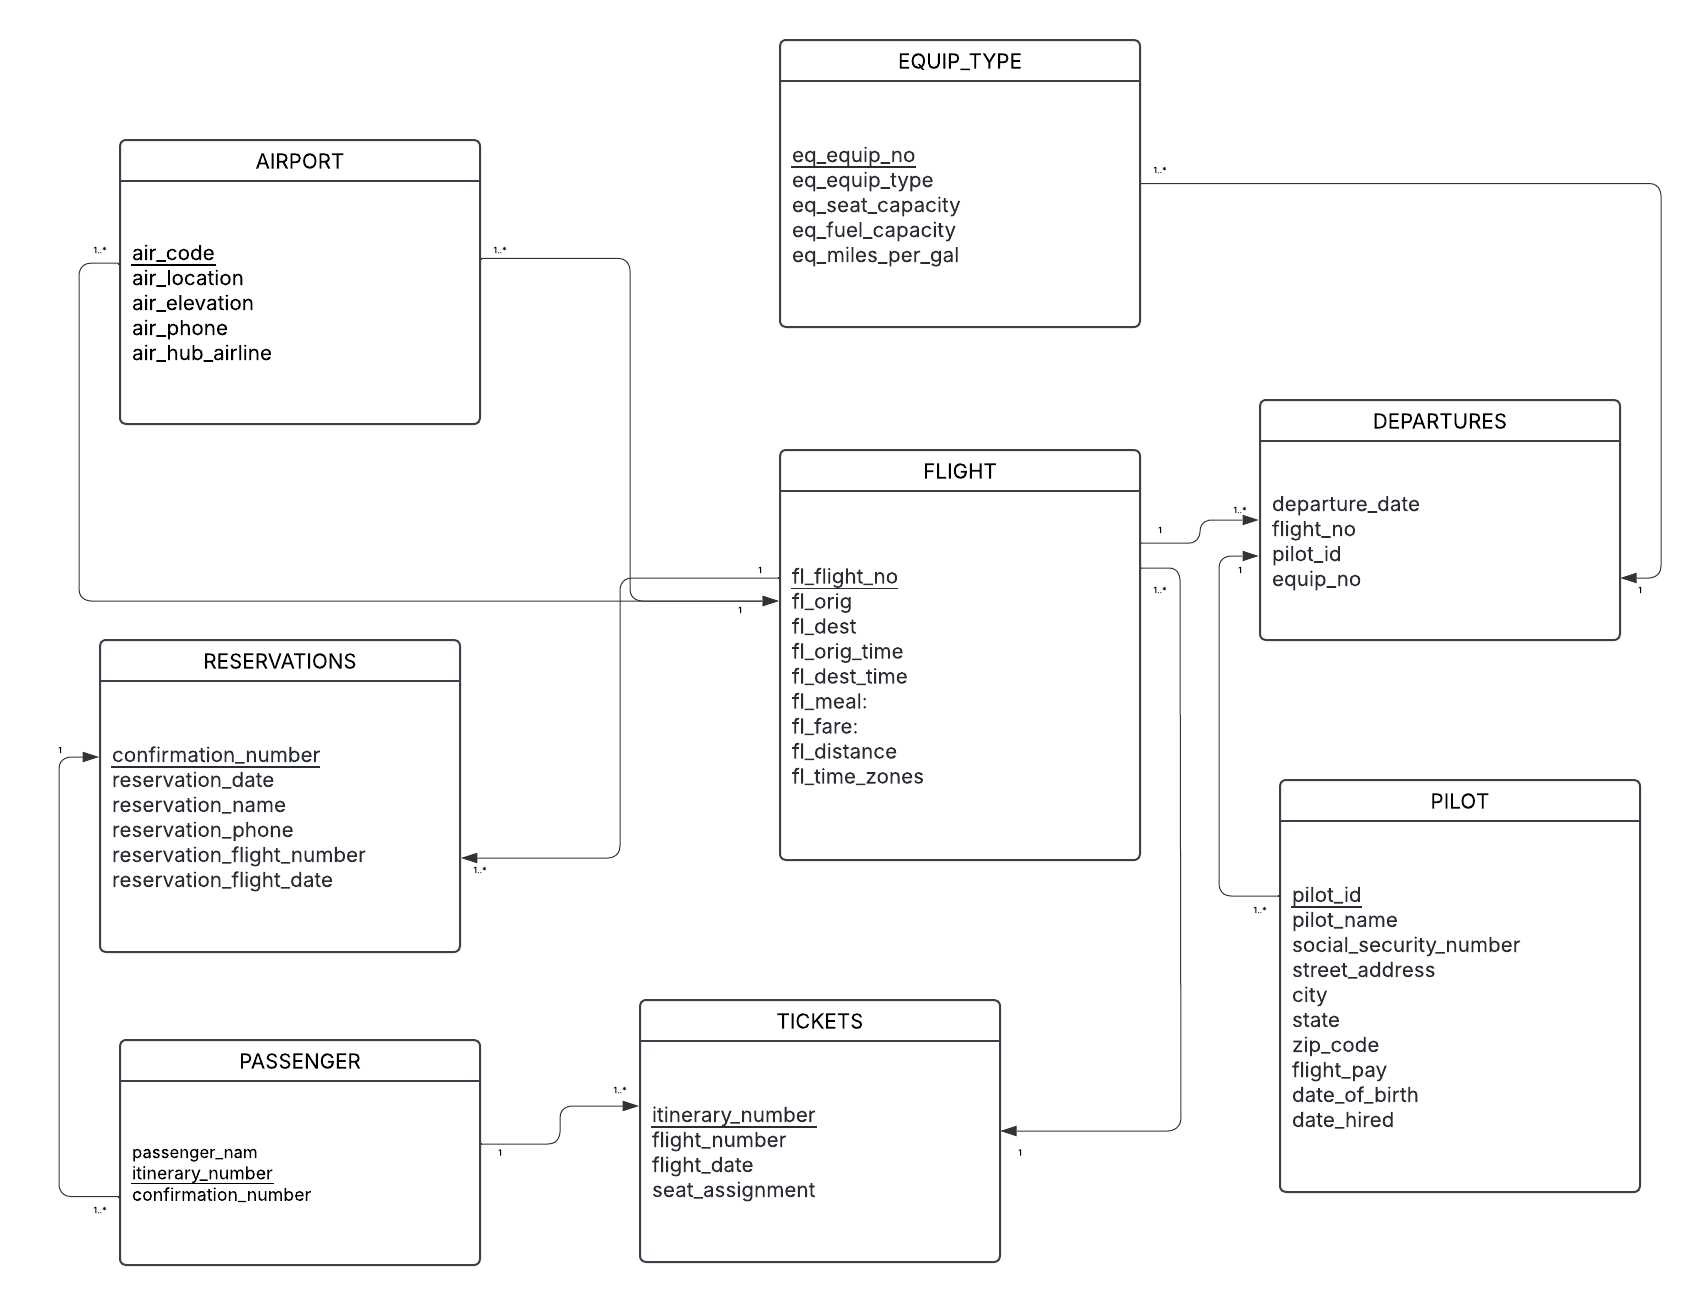 EQUIP_TYPE
eq_equip_no
eq_equip_type
eq_seat_capacity
eq_fuel_capacity
eq_miles_per_gal
1..*
AIRPORT
air_code
air_location
air_elevation
air_phone
air_hub_airline
1..*
1..*
DEPARTURES
departure_date
flight_no
pilot_id
equip_no
1..*
1
1
FLIGHT
fl_flight_no
fl_orig
fl_dest
fl_orig_time
fl_dest_time
fl_meal:
fl_fare:
fl_distance
fl_time_zones
1
1
1
1..*
RESERVATIONS
confirmation_number
reservation_date
reservation_name
reservation_phone
reservation_flight_number
reservation_flight_date
1
1..*
PILOT
pilot_id
pilot_name
social_security_number
street_address
city
state
zip_code
flight_pay
date_of_birth
date_hired
1..*
PASSENGER
passenger_nam
itinerary_number
confirmation_number
1..*
1
TICKETS
itinerary_number
flight_number
flight_date
seat_assignment
1..*
1